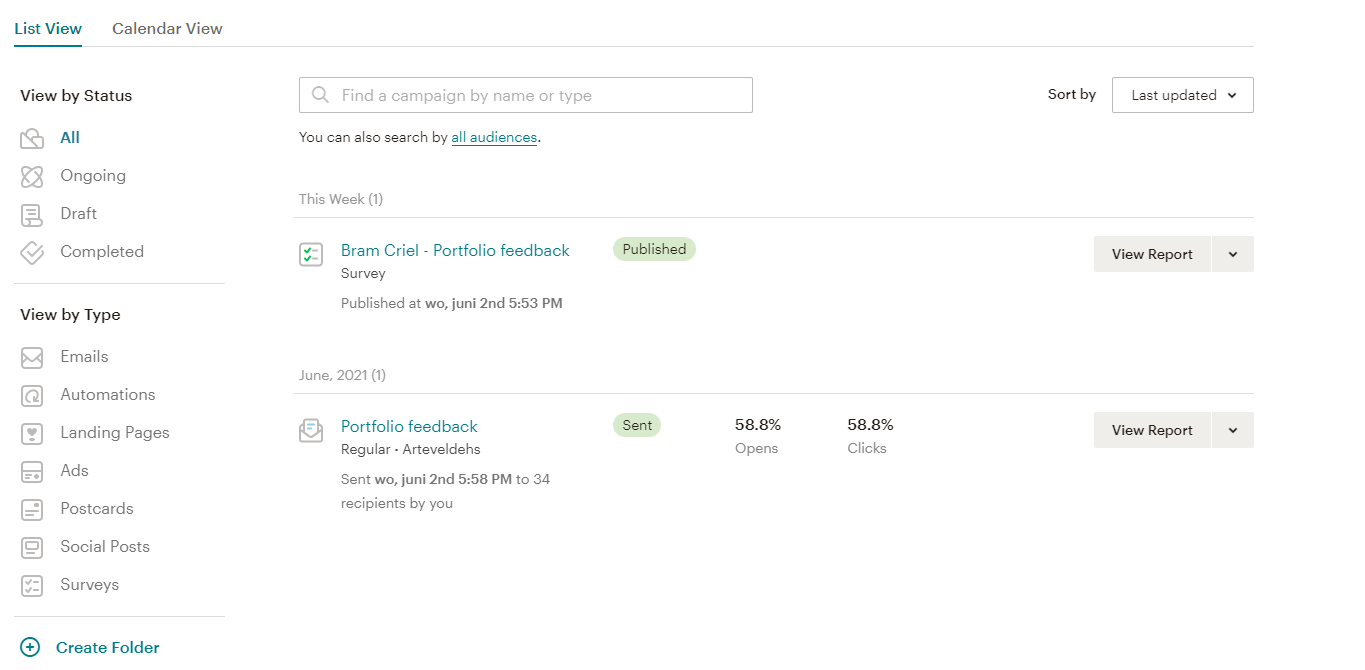 List View
Calendar View
View by Status
All
Ongoing
Draft
Completed
View by Type
Emails
Automations
Landing Pages
Ads
Postcards
Social Posts
Surveys
Create Folder
Find a campaign by name or type
Sort by
Last updated
You can also search by all audiences.
This Week (1)
Bram Criel - Portfolio feedback
Survey
Published at wo, juni 2nd 5:53 PM
Published
View Report
June, 2021 (1)
Portfolio feedback
Regular · Arteveldehs
Sent wo, juni 2nd 5:58 PM to 34
recipients by you
Sent
58.8%
Opens
58.8%
Clicks
View Report